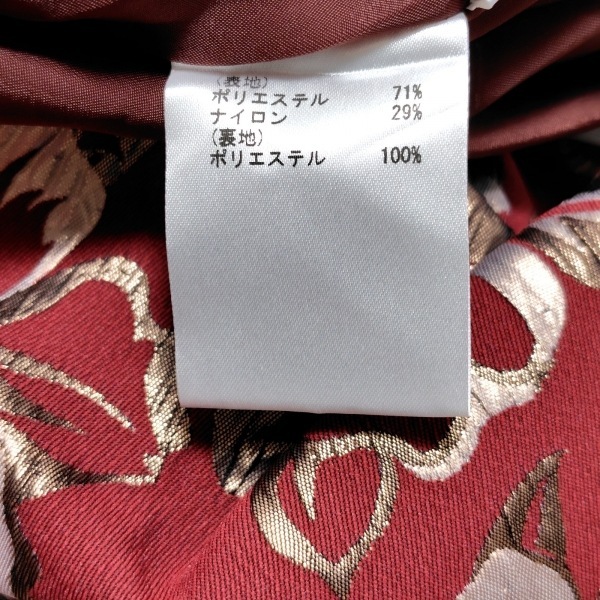 (表地)
ポリエステル 71%
ナイロン 29%
(裏地)
ポリエステル 100%